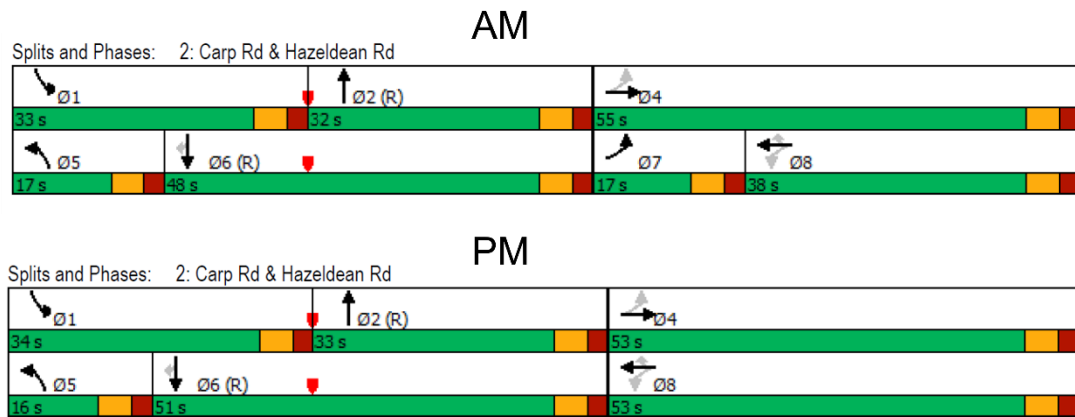 AM
Splits and Phases: 2: Carp Rd & Hazeldean Rd
Ø1 Ø2 (R) Ø4
33 s 32 s 55 s
Ø5 Ø6 (R) Ø7 Ø8
17 s 48 s 17 s 38 s
PM
Splits and Phases: 2: Carp Rd & Hazeldean Rd
Ø1 Ø2 (R) Ø4
34 s 33 s 53 s
Ø5 Ø6 (R) Ø8
16 s 51 s 53 s